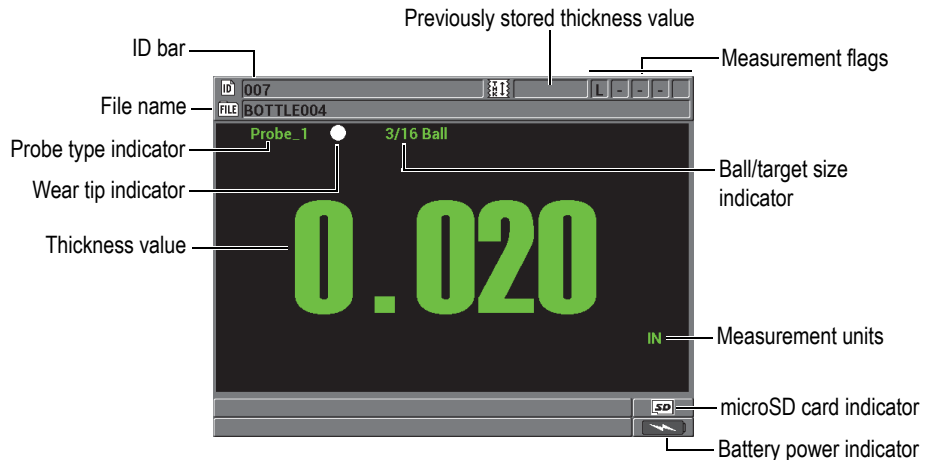 Previously stored thickness value
ID bar
Measurement flags
ID 007 L - - -
File name
FILE BOTTLE004
Probe_1 3/16 Ball
Probe type indicator
Wear tip indicator
Ball/target size
indicator
Thickness value
0.020
IN
Measurement units
SD
microSD card indicator
Battery power indicator